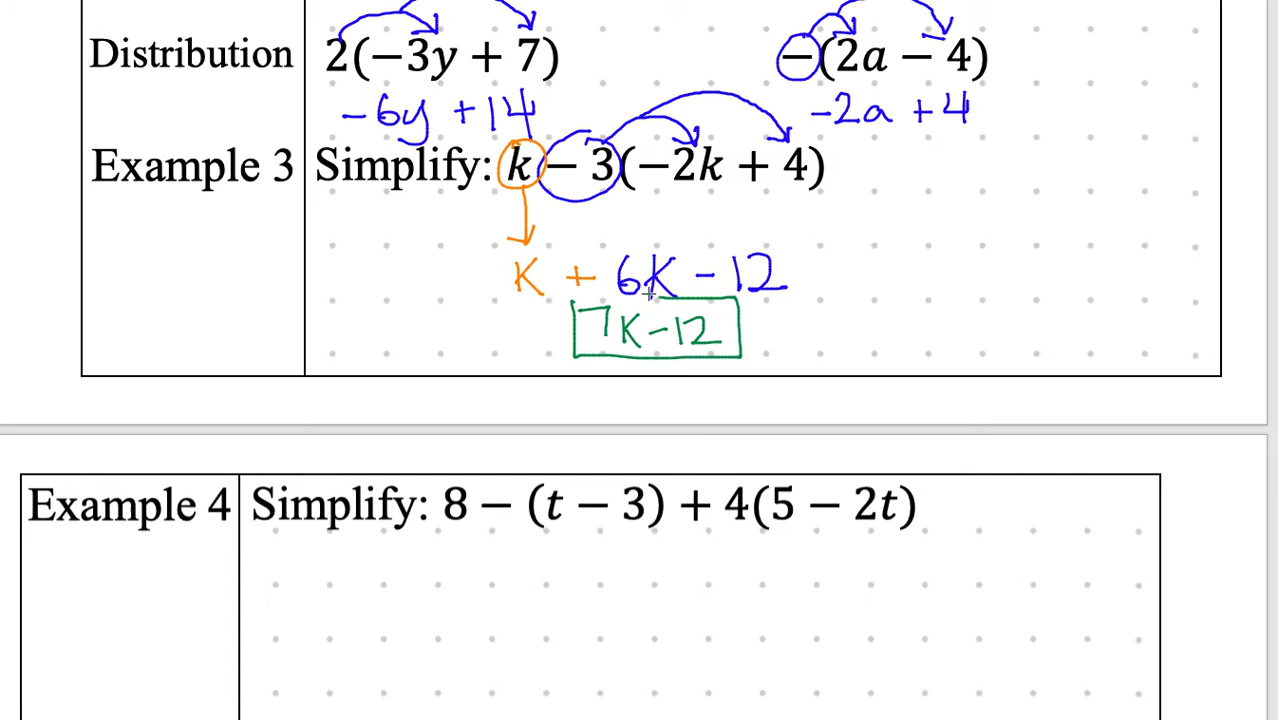 Distribution 2(−3y + 7) −(2a − 4)
-6y +14 -2a +4
Example 3 Simplify: k − 3(−2k + 4)
K + 6K - 12
7K - 12
Example 4 Simplify: 8 − (t − 3) + 4(5 − 2t)